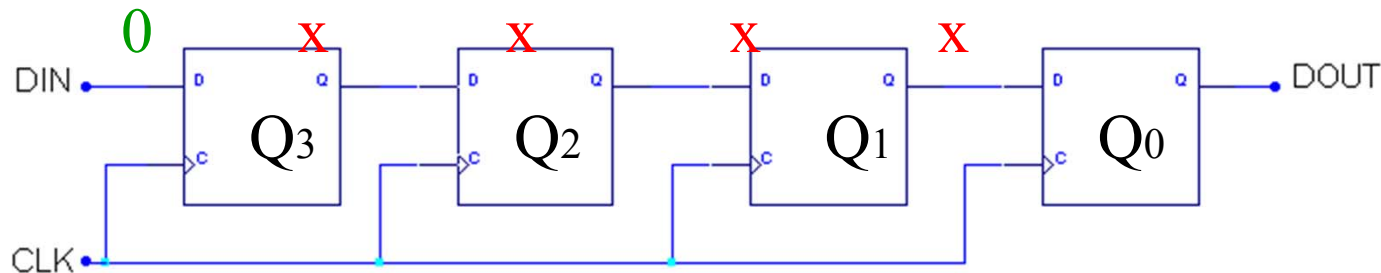 0 x x x x
DIN D Q D Q D Q D Q DOUT
Q3 Q2 Q1 Q0
C C C C
CLK